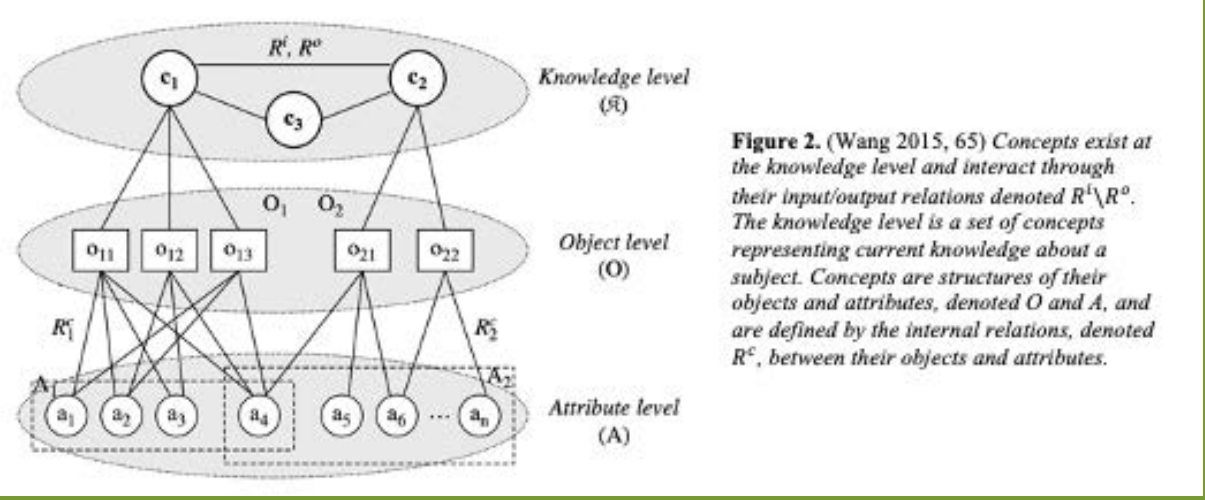 Rⁱ, Rᵒ
c₁
c₂
c₃
Knowledge level
(𝔎)
O₁ O₂
o₁₁ o₁₂ o₁₃ o₂₁ o₂₂
Object level
(O)
Rᶜ₁
Rᶜ₂
A₁
A₂
a₁ a₂ a₃ a₄ a₅ a₆ ... aₙ
Attribute level
(A)
Figure 2. (Wang 2015, 65) Concepts exist at
the knowledge level and interact through
their input/output relations denoted Rⁱ\Rᵒ.
The knowledge level is a set of concepts
representing current knowledge about a
subject. Concepts are structures of their
objects and attributes, denoted O and A, and
are defined by the internal relations, denoted
Rᶜ, between their objects and attributes.